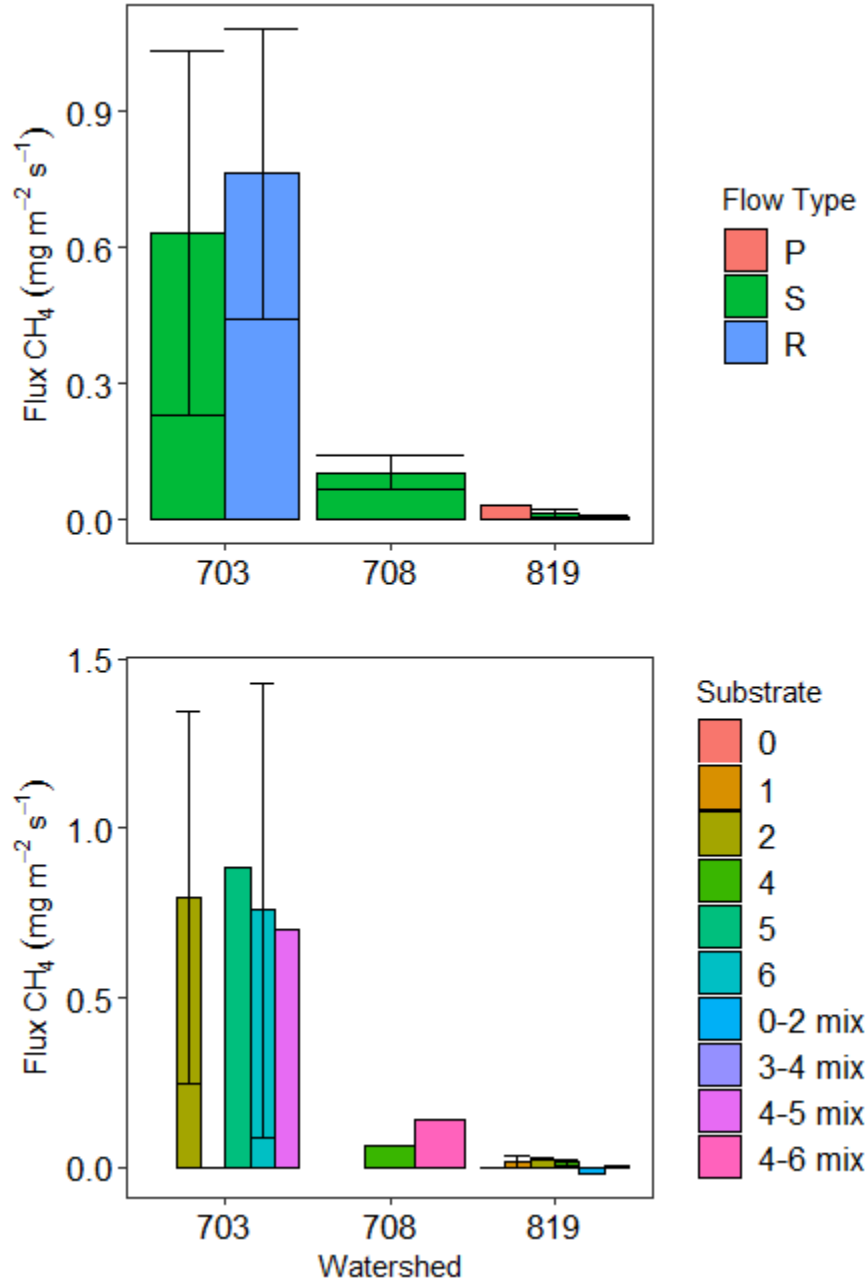 Flux CH₄ (mg m⁻² s⁻¹)
0.9
0.6
0.3
0.0
703 708 819
Flow Type
P
S
R
Flux CH₄ (mg m⁻² s⁻¹)
1.5
1.0
0.5
0.0
703 708 819
Watershed
Substrate
0
1
2
4
5
6
0-2 mix
3-4 mix
4-5 mix
4-6 mix